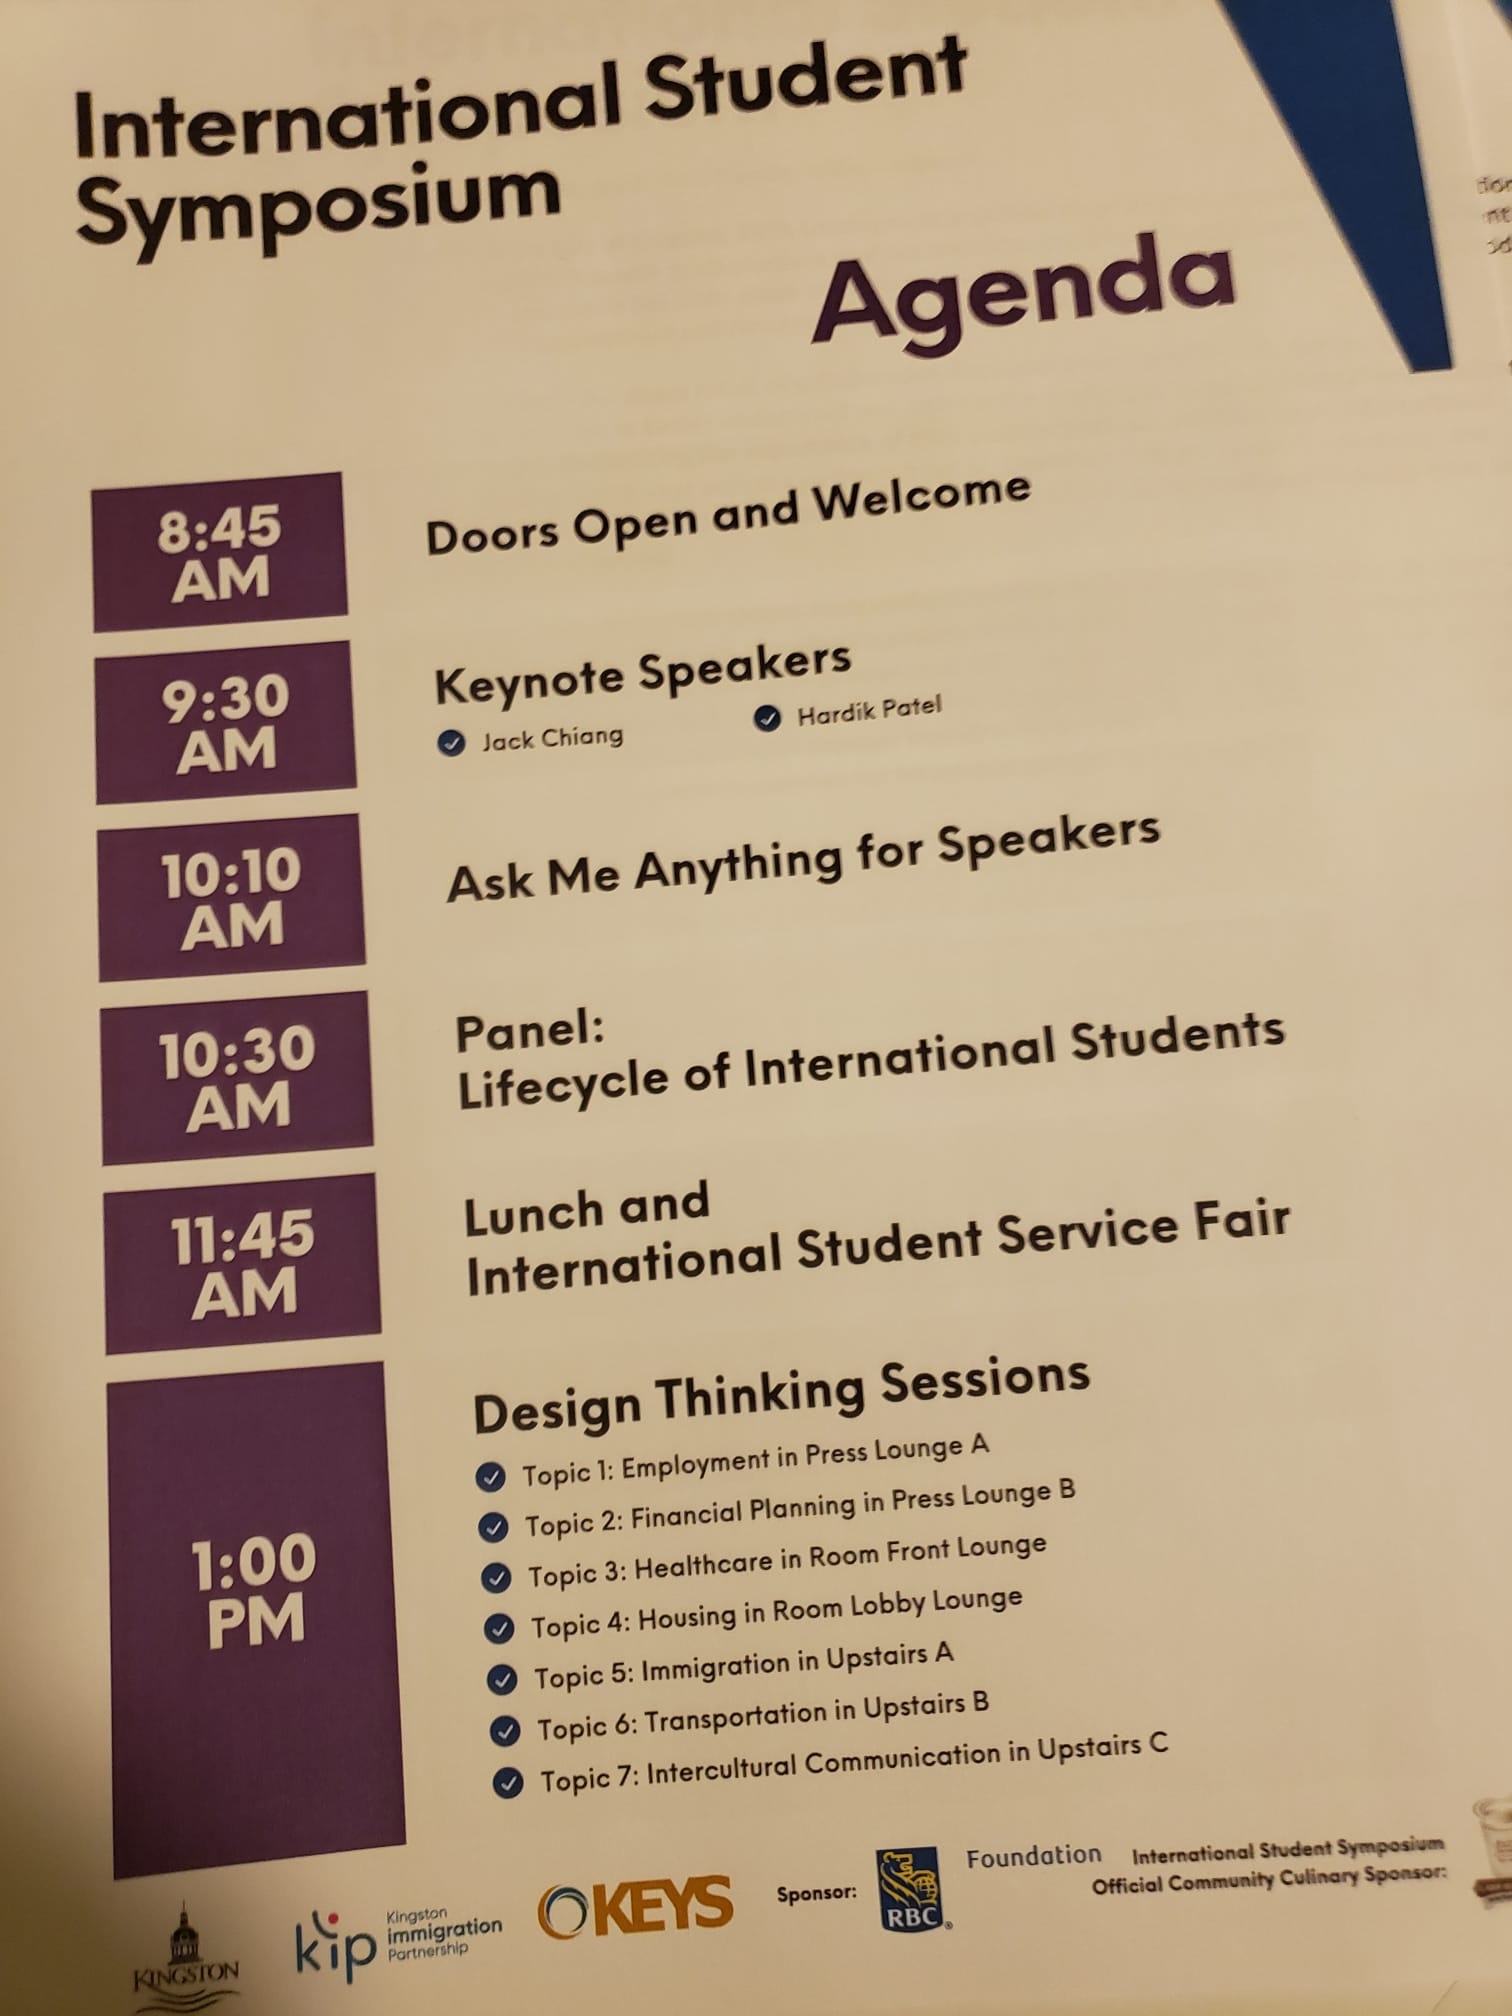 International Student
Symposium
Agenda
8:45
AM
Doors Open and Welcome
9:30
AM
Keynote Speakers
Jack Chiang
Hardik Patel
10:10
AM
Ask Me Anything for Speakers
10:30
AM
Panel:
Lifecycle of International Students
11:45
AM
Lunch and
International Student Service Fair
1:00
PM
Design Thinking Sessions
Topic 1: Employment in Press Lounge A
Topic 2: Financial Planning in Press Lounge B
Topic 3: Healthcare in Room Front Lounge
Topic 4: Housing in Room Lobby Lounge
Topic 5: Immigration in Upstairs A
Topic 6: Transportation in Upstairs B
Topic 7: Intercultural Communication in Upstairs C
KINGSTON
kip
Kingston
immigration
Partnership
KEYS
Sponsor:
RBC
Foundation
International Student Symposium
Official Community Culinary Sponsor: